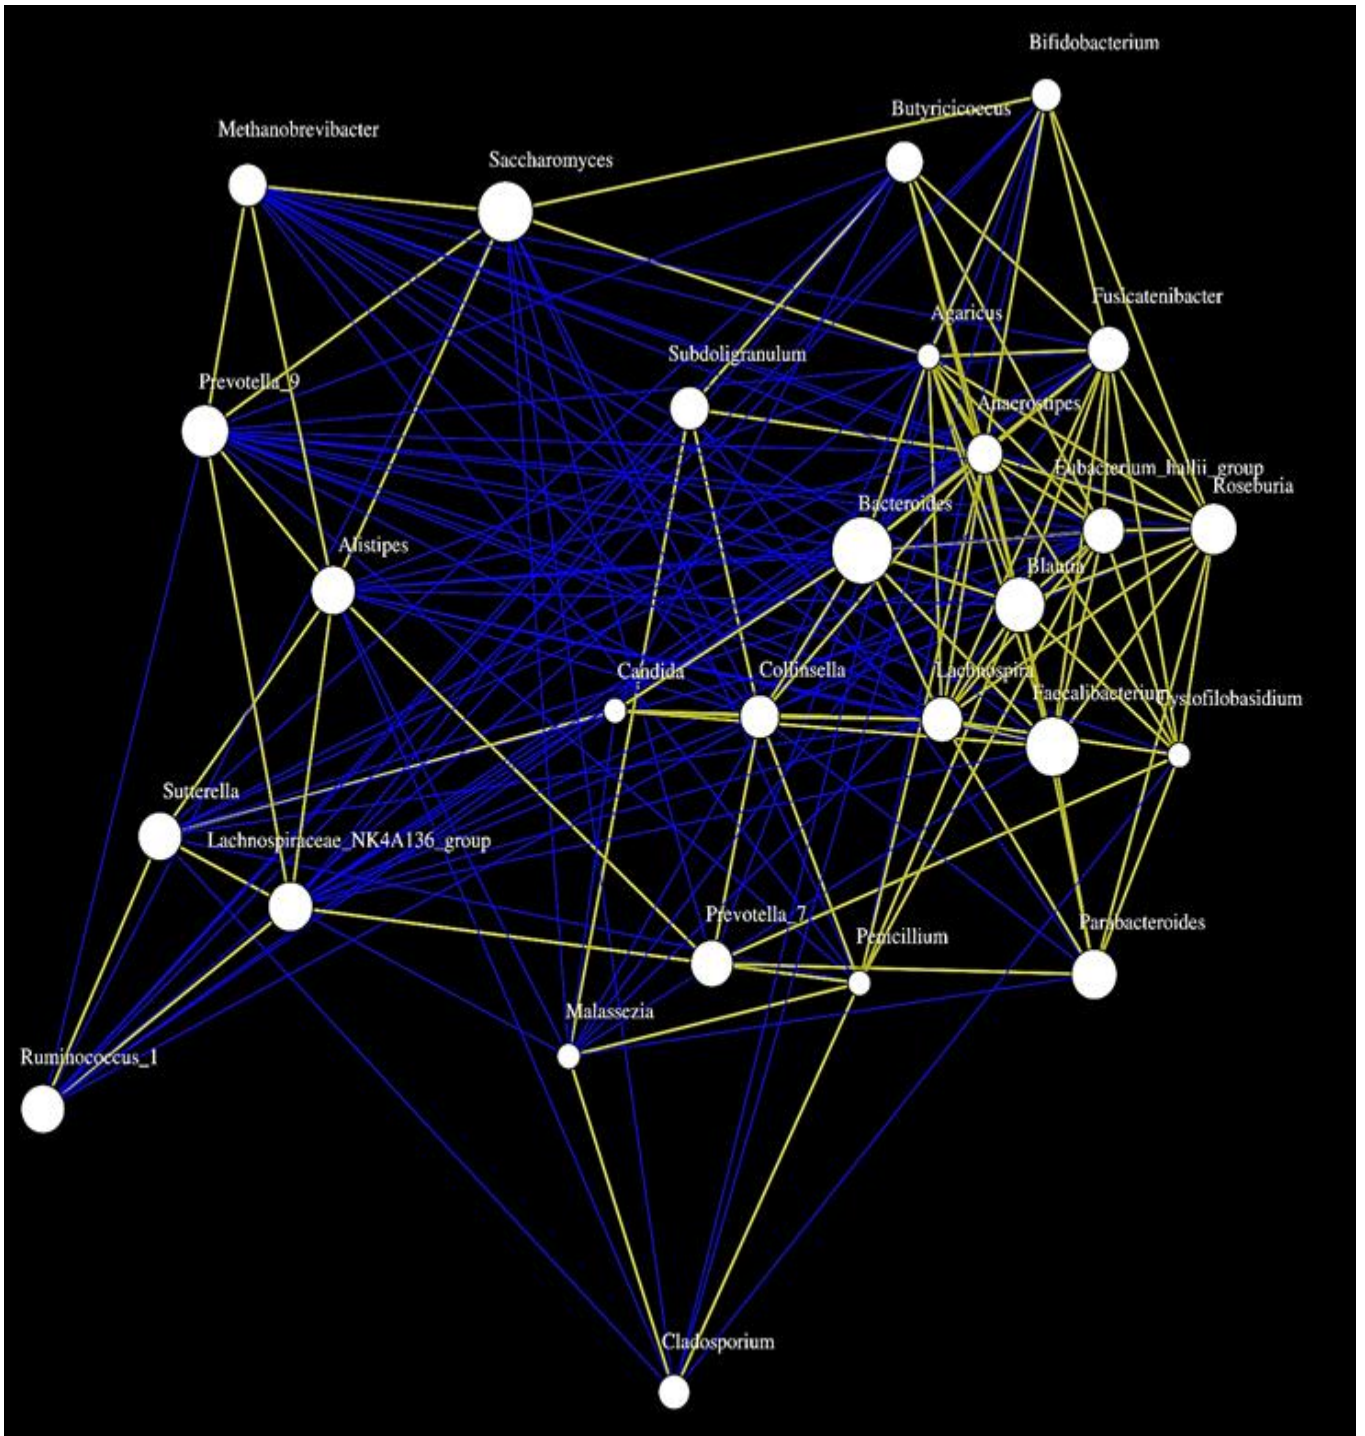 Bifidobacterium
Butyricicoccus
Methanobrevibacter
Saccharomyces
Fusicatenibacter
Agaricus
Subdoligranulum
Prevotella_9
Anaerostipes
Eubacterium_hallii_group
Roseburia
Bacteroides
Alistipes
Blautia
Candida
Collinsella
Lachnospira
Faecalibacterium
Cystofilobasidium
Sutterella
Lachnospiraceae_NK4A136_group
Prevotella_7
Parabacteroides
Penicillium
Malassezia
Ruminococcus_1
Cladosporium